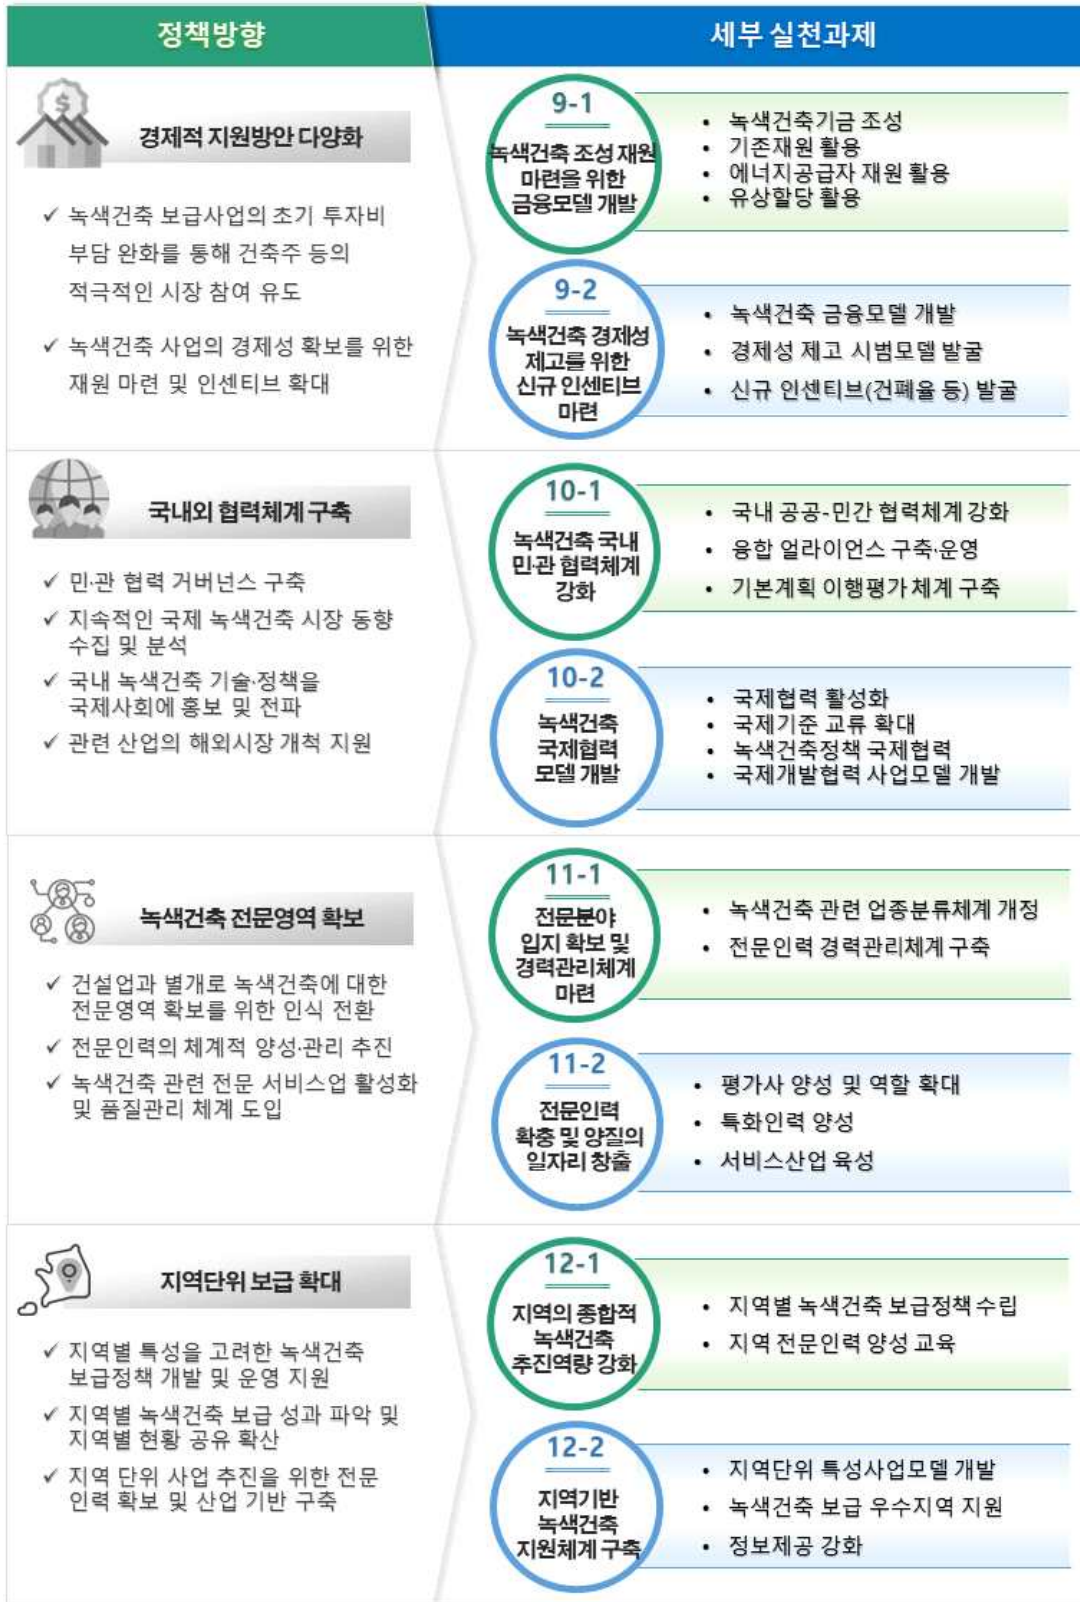 정책방향
세부 실천과제
경제적 지원방안 다양화
✓ 녹색건축 보급사업의 초기 투자비
부담 완화를 통해 건축주 등의
적극적인 시장 참여 유도
✓ 녹색건축 사업의 경제성 확보를 위한
재원 마련 및 인센티브 확대
9-1
녹색건축 조성 재원
마련을 위한
금융모델 개발
• 녹색건축기금 조성
• 기존재원 활용
• 에너지공급자 재원 활용
• 유상할당 활용
9-2
녹색건축 경제성
제고를 위한
신규 인센티브
마련
• 녹색건축 금융모델 개발
• 경제성 제고 시범모델 발굴
• 신규 인센티브(건폐율 등) 발굴
국내외 협력체계 구축
✓ 민·관 협력 거버넌스 구축
✓ 지속적인 국제 녹색건축 시장 동향
수집 및 분석
✓ 국내 녹색건축 기술·정책을
국제사회에 홍보 및 전파
✓ 관련 산업의 해외시장 개척 지원
10-1
녹색건축 국내
민·관 협력체계
강화
• 국내 공공-민간 협력체계 강화
• 융합 얼라이언스 구축·운영
• 기본계획 이행평가 체계 구축
10-2
녹색건축
국제협력
모델 개발
• 국제협력 활성화
• 국제기준 교류 확대
• 녹색건축정책 국제협력
• 국제개발협력 사업모델 개발
녹색건축 전문영역 확보
✓ 건설업과 별개로 녹색건축에 대한
전문영역 확보를 위한 인식 전환
✓ 전문인력의 체계적 양성·관리 추진
✓ 녹색건축 관련 전문 서비스업 활성화
및 품질관리 체계 도입
11-1
전문분야
입지 확보 및
경력관리체계
마련
• 녹색건축 관련 업종분류체계 개정
• 전문인력 경력관리체계 구축
11-2
전문인력
확충 및 양질의
일자리 창출
• 평가사 양성 및 역할 확대
• 특화인력 양성
• 서비스산업 육성
지역단위 보급 확대
✓ 지역별 특성을 고려한 녹색건축
보급정책 개발 및 운영 지원
✓ 지역별 녹색건축 보급 성과 파악 및
지역별 현황 공유 확산
✓ 지역 단위 사업 추진을 위한 전문
인력 확보 및 산업 기반 구축
12-1
지역의 종합적
녹색건축
추진역량 강화
• 지역별 녹색건축 보급정책 수립
• 지역 전문인력 양성 교육
12-2
지역기반
녹색건축
지원체계 구축
• 지역단위 특성사업모델 개발
• 녹색건축 보급 우수지역 지원
• 정보제공 강화